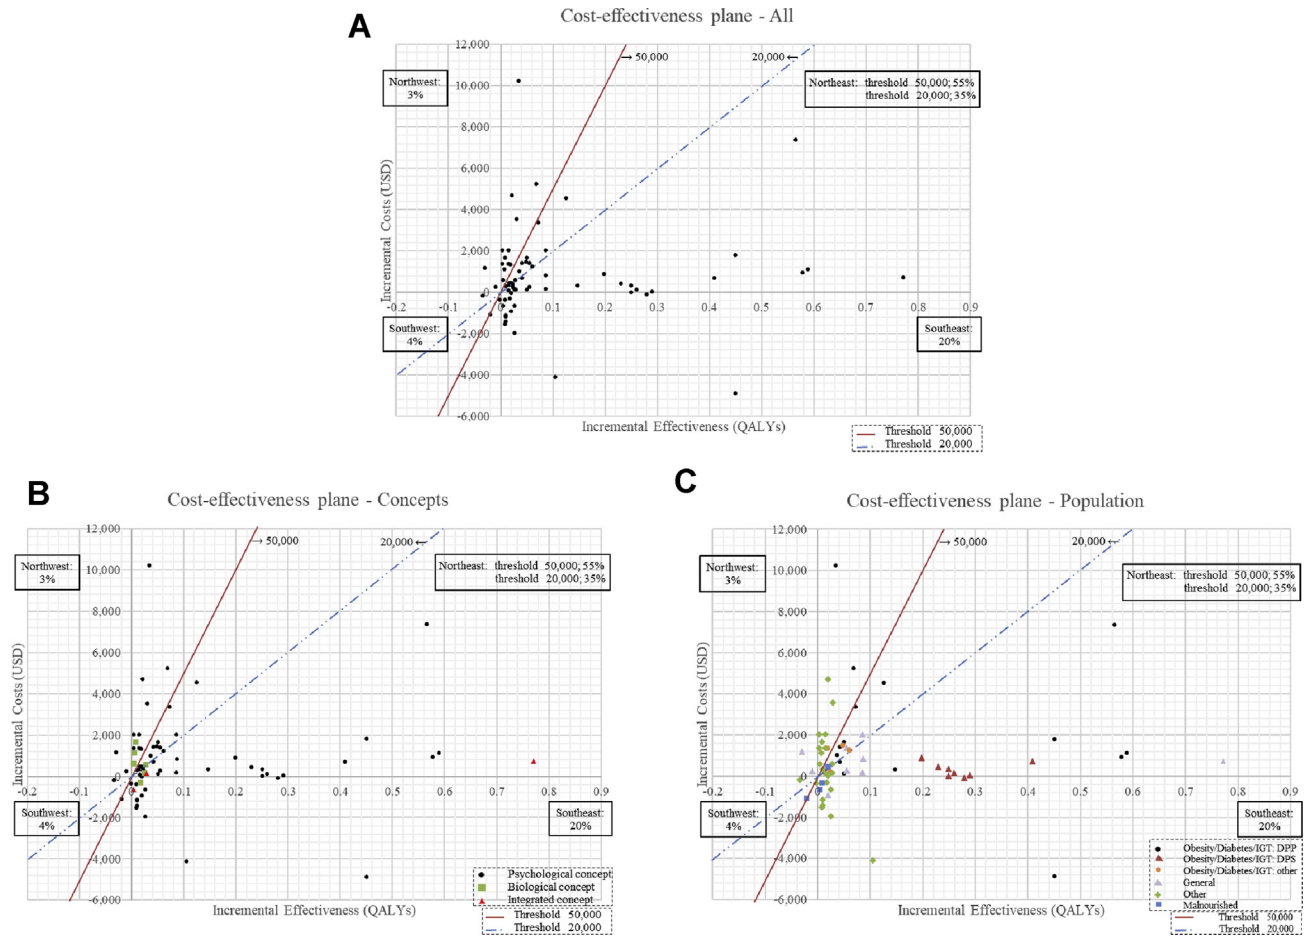 A
Cost-effectiveness plane - All
12,000
→ 50,000
20,000 ←
Northwest:
3%
Northeast: threshold 50,000; 55%
threshold 20,000; 35%
10,000
8,000
6,000
4,000
2,000
0
-0.2 -0.1 0 0.1 0.2 0.3 0.4 0.5 0.6 0.7 0.8 0.9
Southwest:
4%
Southeast:
20%
-2,000
-4,000
-6,000
Incremental Costs (USD)
Incremental Effectiveness (QALYs)
Threshold 50,000
Threshold 20,000
B
Cost-effectiveness plane - Concepts
12,000
→ 50,000
20,000 ←
Northwest:
3%
Northeast: threshold 50,000; 55%
threshold 20,000; 35%
10,000
8,000
6,000
4,000
2,000
0
-0.2 -0.1 0 0.1 0.2 0.3 0.4 0.5 0.6 0.7 0.8 0.9
Southwest:
4%
Southeast:
20%
-2,000
-4,000
-6,000
Incremental Costs (USD)
Incremental Effectiveness (QALYs)
Psychological concept
Biological concept
Integrated concept
Threshold 50,000
Threshold 20,000
C
Cost-effectiveness plane - Population
12,000
→ 50,000
20,000 ←
Northwest:
3%
Northeast: threshold 50,000; 55%
threshold 20,000; 35%
10,000
8,000
6,000
4,000
2,000
0
-0.2 -0.1 0.0 0.1 0.2 0.3 0.4 0.5 0.6 0.7 0.8 0.9
Southwest:
4%
Southeast:
20%
-2,000
-4,000
-6,000
Incremental Costs (USD)
Incremental Effectiveness (QALYs)
Obesity/Diabetes/IGT: DPP
Obesity/Diabetes/IGT: DPS
Obesity/Diabetes/IGT: other
General
Other
Malnourished
Threshold 50,000
Threshold 20,000